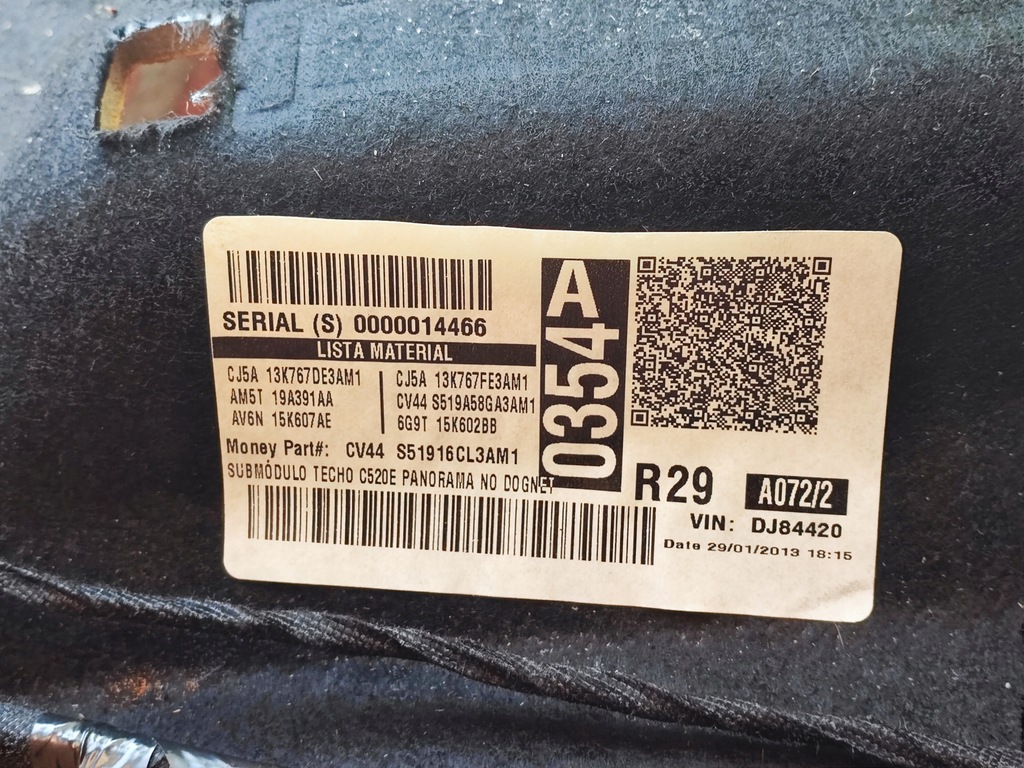 SERIAL (S) 0000014466
LISTA MATERIAL
CJ5A 13K767DE3AM1
AM5T 19A391AA
AV6N 15K607AE
CJ5A 13K767FE3AM1
CV44 S519A58GA3AM1
6G9T 15K602BB
Money Part#: CV44 S51916CL3AM1
SUBMÓDULO TECHO C520E PANORAMA NO DOGNET
A
0354
R29
A072/2
VIN: DJ84420
Date 29/01/2013 18:15